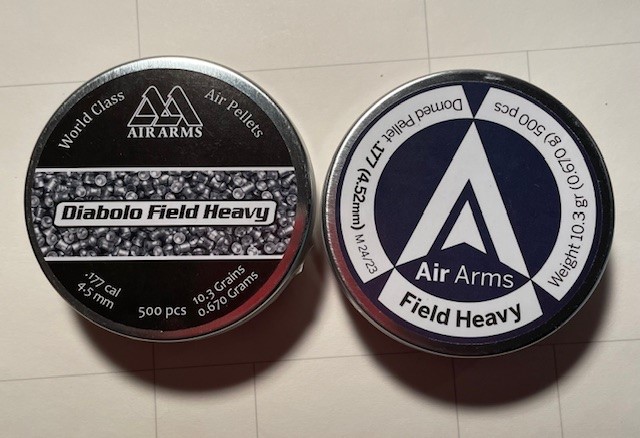 World Class
AIR ARMS
Air Pellets
Diabolo Field Heavy
.177 cal
4.5 mm
500 pcs
10.3 Grains
0.670 Grams
Domed Pellet .177 (4.52mm) M 24/23
Weight 10.3 gr (0.670 g) 500 pcs
Air Arms
Field Heavy